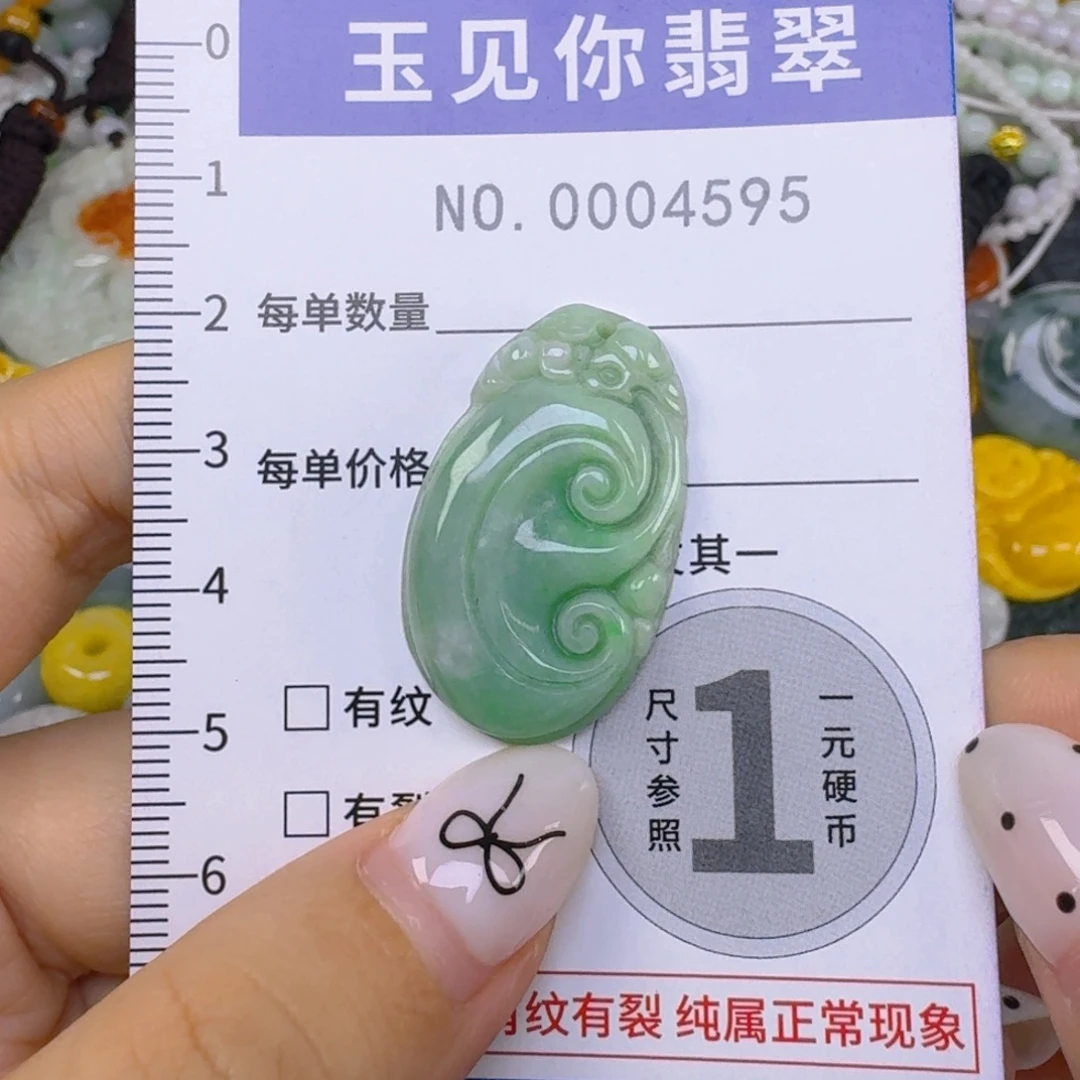 玉见你翡翠
NO. 0004595
0
1
2
3
4
5
6
每单数量
每单价格
其一
有纹
有
尺寸参照
1
一元硬币
有纹有裂 纯属正常现象